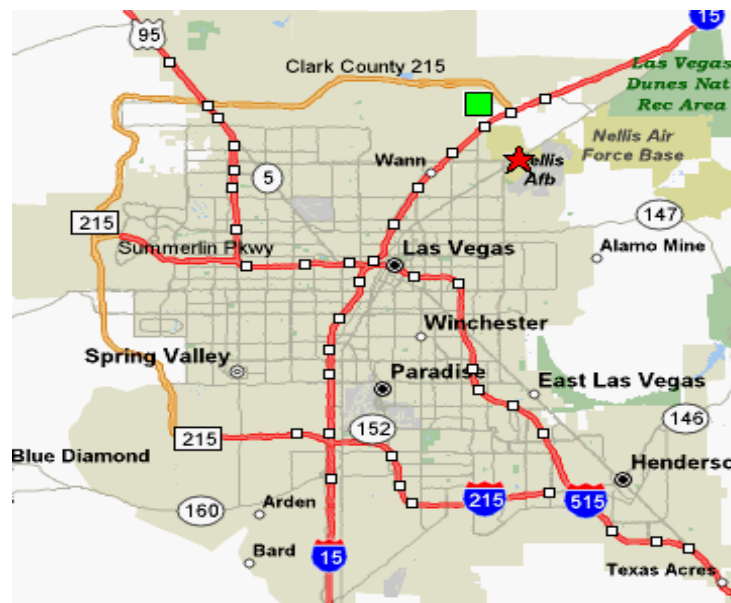 15
95
Clark County 215
Las Vegas
Dunes Nat
Rec Area
Nellis Air
Force Base
Wann
Nellis
Afb
5
215
147
Summerlin Pkwy
Las Vegas
Alamo Mine
Winchester
Spring Valley
Paradise
East Las Vegas
152
146
215
Blue Diamond
Henderso
160
Arden
215
515
Bard
15
Texas Acres